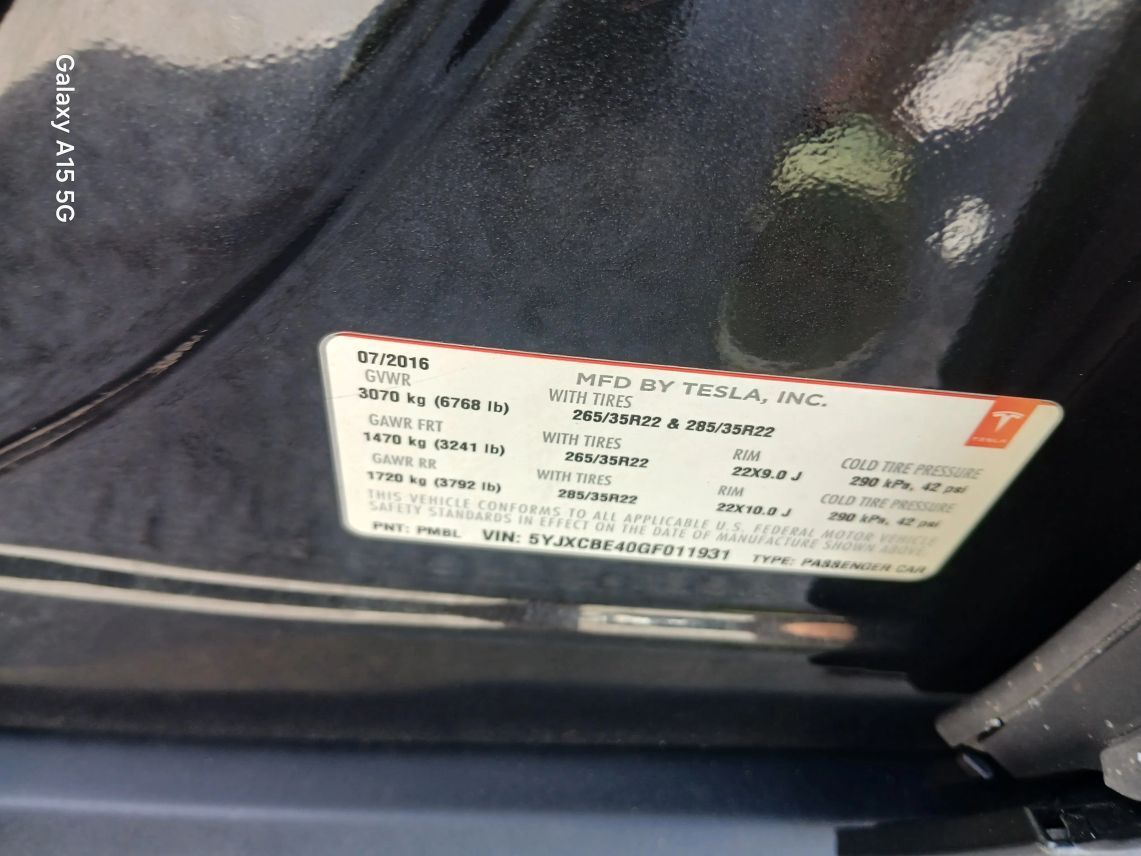 Galaxy A15 5G
07/2016
MFD BY TESLA, INC.
GVWR
3070 kg (6768 lb)
WITH TIRES
265/35R22 & 285/35R22
TESLA
GAWR FRT
1470 kg (3241 lb)
WITH TIRES
265/35R22
RIM
22X9.0 J
COLD TIRE PRESSURE
290 kPa, 42 psi
GAWR RR
1720 kg (3792 lb)
WITH TIRES
285/35R22
RIM
22X10.0 J
COLD TIRE PRESSURE
290 kPa, 42 psi
THIS VEHICLE CONFORMS TO ALL APPLICABLE U.S. FEDERAL MOTOR VEHICLE
SAFETY STANDARDS IN EFFECT ON THE DATE OF MANUFACTURE SHOWN ABOVE.
PNT: PMBL VIN: 5YJXCBE40GF011931 TYPE: PASSENGER CAR